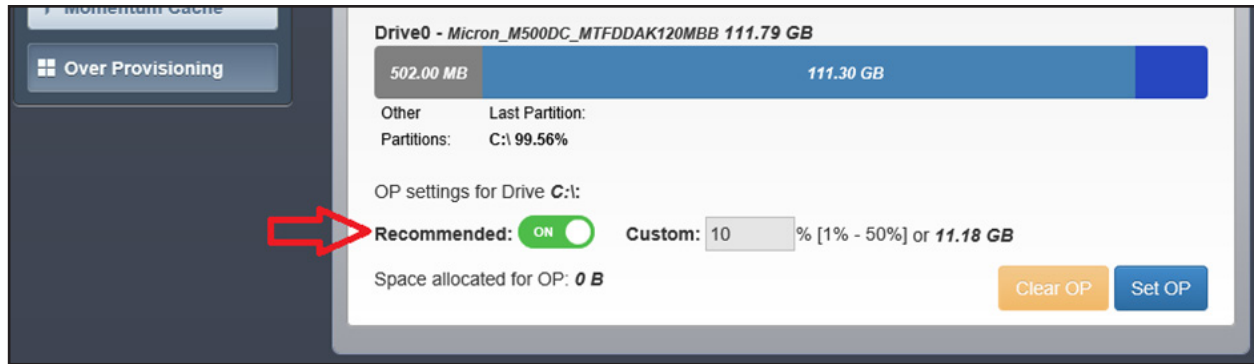 Momentum Cache
Drive0 - Micron_M500DC_MTFDDAK120MBB 111.79 GB
Over Provisioning
502.00 MB 111.30 GB
Other Last Partition:
Partitions: C:\ 99.56%
OP settings for Drive C:\:
Recommended: ON Custom: 10 % [1% - 50%] or 11.18 GB
Space allocated for OP: 0 B
Clear OP Set OP